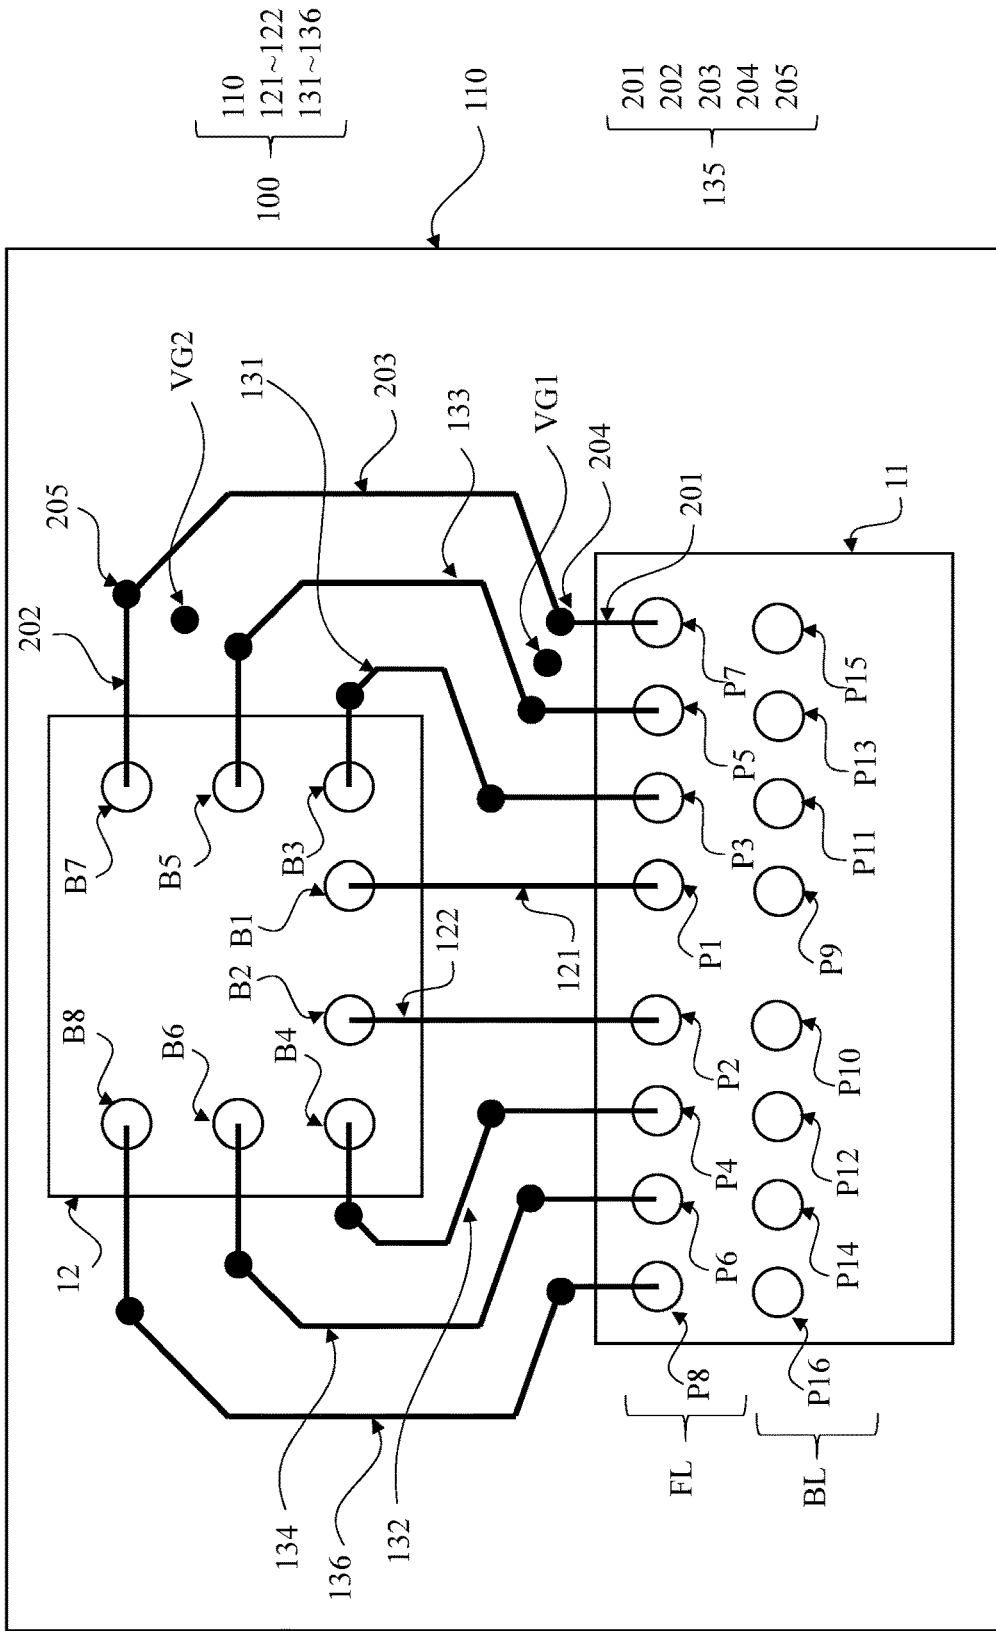 100 { 110
121~122
131~136
110
135 { 201
202
203
204
205
VG2
131
203
133
VG1
204
201
11
205
202
B7
B5
B3
B1
B2
B4
B6
B8
122
121
12
134
136
132
P7
P5
P3
P1
P2
P4
P6
P8
P15
P13
P11
P9
P10
P12
P14
P16
FL
BL